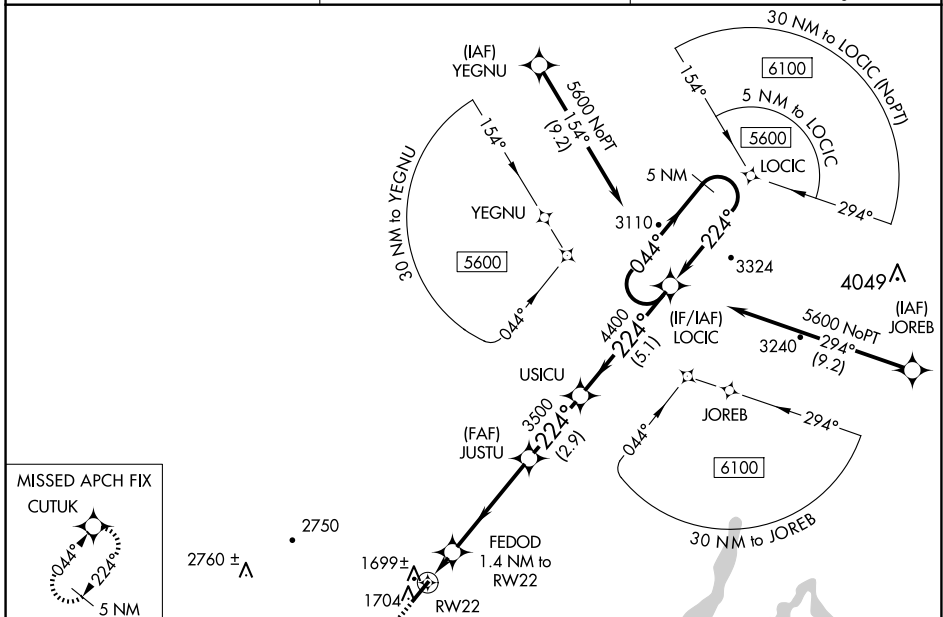 (IAF)
YEGNU
5600 NoPT
154°
(9.2)
30 NM to LOCIC (NoPT)
6100
154°
5 NM to LOCIC
5600
LOCIC
294°
30 NM to YEGNU
154°
YEGNU
5600
044°
5 NM
3110
044°
224°
3324
4049
(IAF)
JOREB
(IF/IAF)
LOCIC
5600 NoPT
3240
294°
(9.2)
4400
224°
(5.1)
USICU
3500
224°
(2.9)
(FAF)
JUSTU
JOREB
044°
294°
6100
30 NM to JOREB
MISSED APCH FIX
CUTUK
044°
224°
5 NM
2760 ±
2750
FEDOD
1.4 NM to
RW22
1699±
1704
RW22